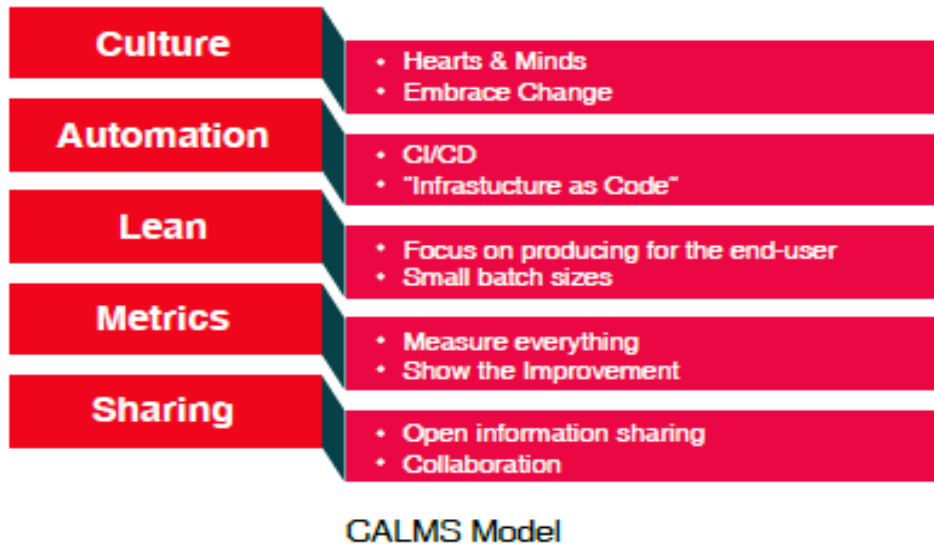 Culture
• Hearts & Minds
• Embrace Change
Automation
• CI/CD
• "Infrastucture as Code"
Lean
• Focus on producing for the end-user
• Small batch sizes
Metrics
• Measure everything
• Show the Improvement
Sharing
• Open information sharing
• Collaboration
CALMS Model